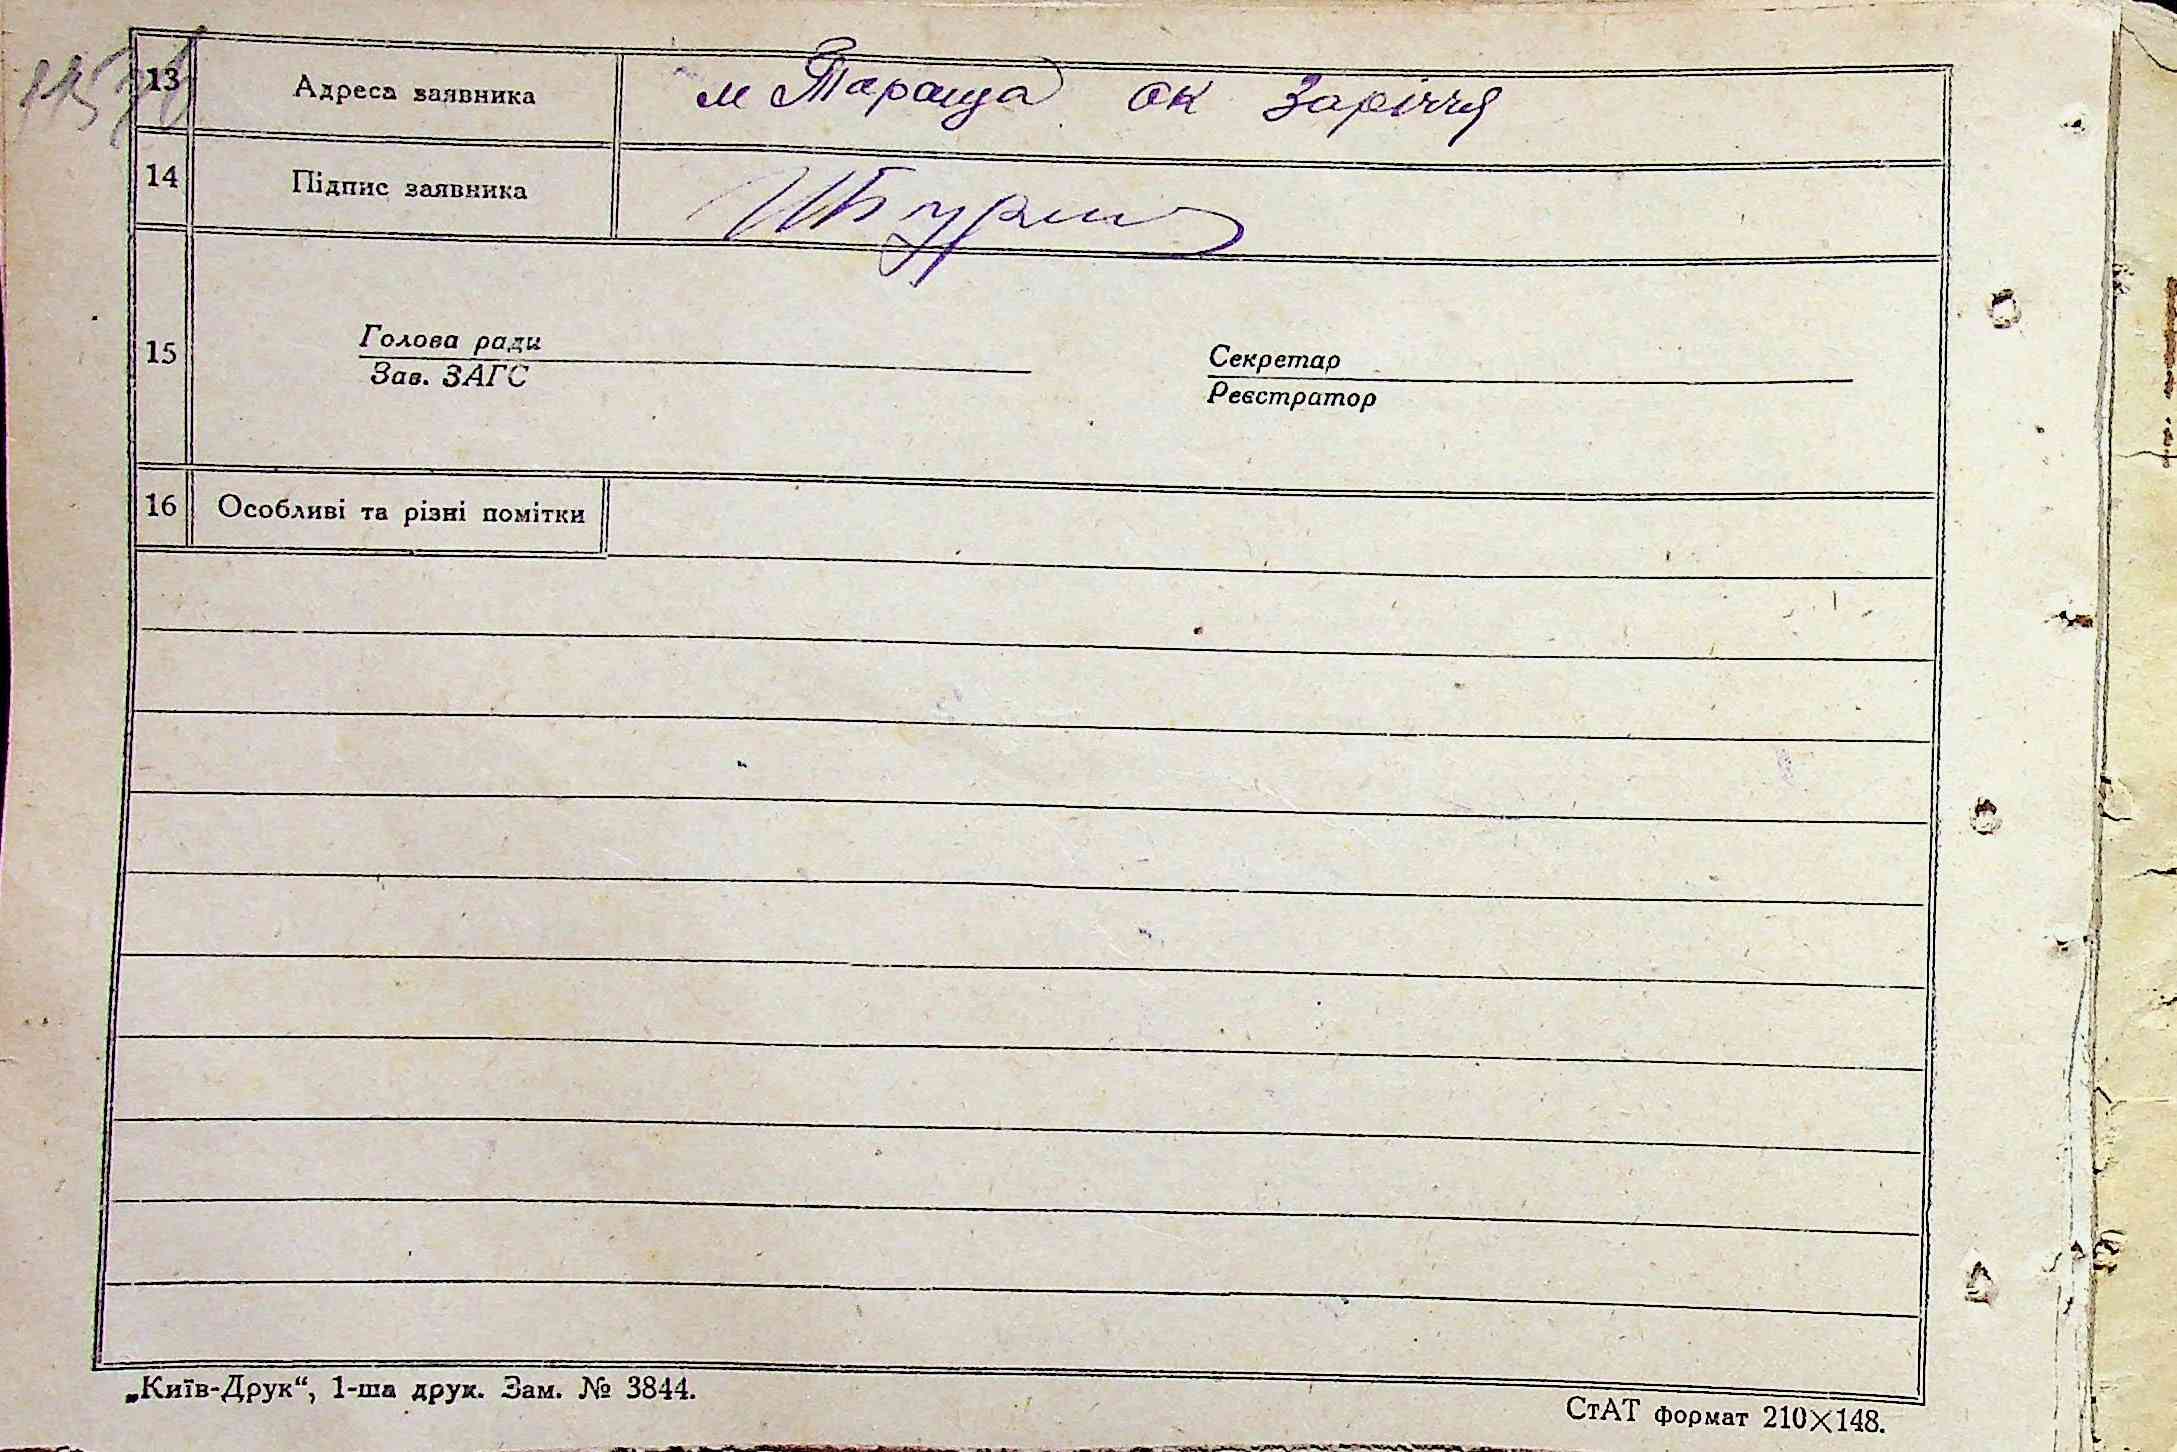 13 Адреса заявника м Тараща ок Заріччя
14 Підпис заявника
15 Голова ради Секретар
Зав. ЗАГС Реєстратор
16 Особливі та різні помітки
„Київ-Друк“, 1-ша друк. Зам. № 3844.
СтАТ формат 210×148.